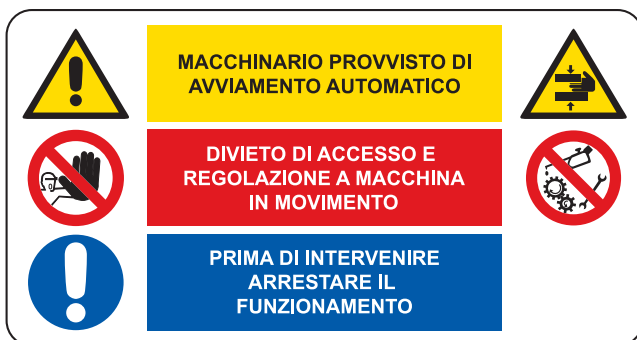 MACCHINARIO PROVVISTO DI
AVVIAMENTO AUTOMATICO
DIVIETO DI ACCESSO E
REGOLAZIONE A MACCHINA
IN MOVIMENTO
PRIMA DI INTERVENIRE
ARRESTARE IL
FUNZIONAMENTO